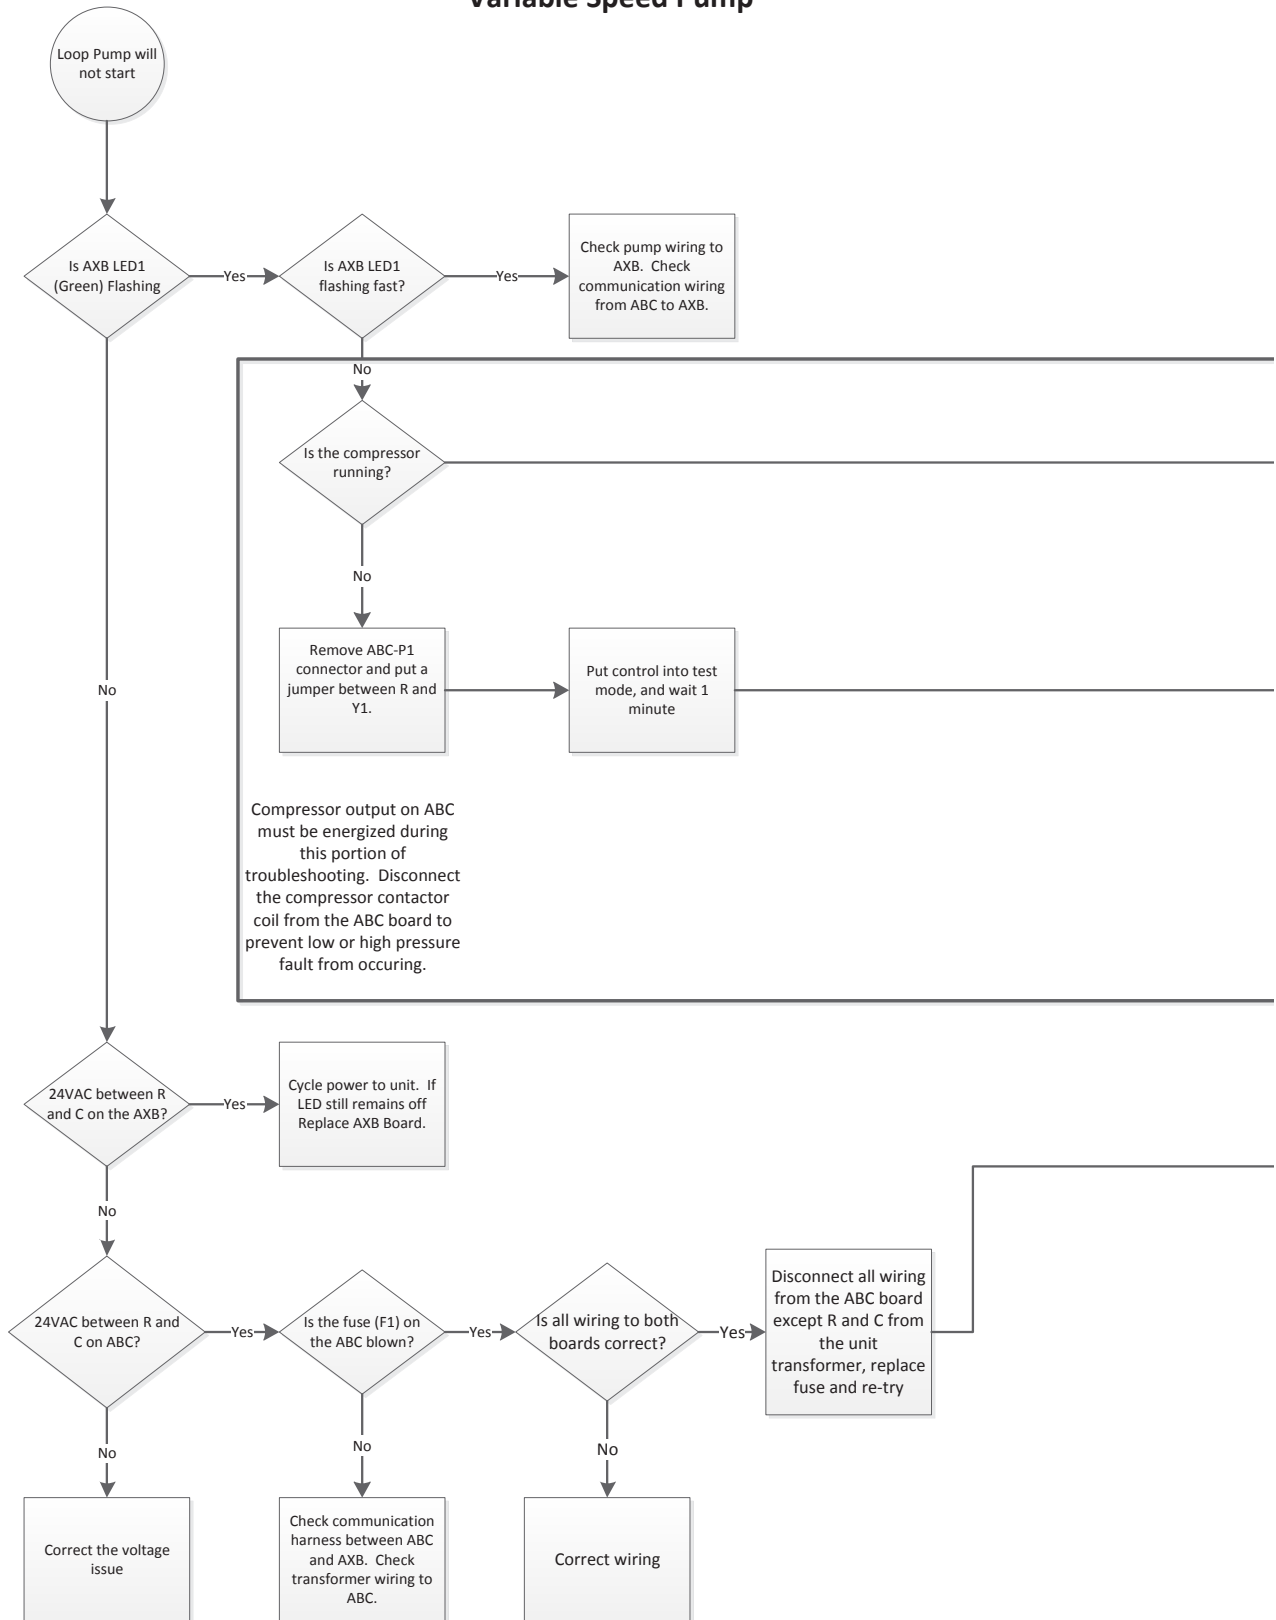 Variable Speed Pump
Loop Pump will
not start
Is AXB LED1
(Green) Flashing
Yes
Is AXB LED1
flashing fast?
Yes
Check pump wiring to
AXB. Check
communication wiring
from ABC to AXB.
No
Is the compressor
running?
No
Remove ABC-P1
connector and put a
jumper between R and
Y1.
Put control into test
mode, and wait 1
minute
No
Compressor output on ABC
must be energized during
this portion of
troubleshooting. Disconnect
the compressor contactor
coil from the ABC board to
prevent low or high pressure
fault from occuring.
24VAC between R
and C on the AXB?
Yes
Cycle power to unit. If
LED still remains off
Replace AXB Board.
No
24VAC between R and
C on ABC?
Yes
Is the fuse (F1) on
the ABC blown?
Yes
Is all wiring to both
boards correct?
Yes
Disconnect all wiring
from the ABC board
except R and C from
the unit
transformer, replace
fuse and re-try
No
No
No
Correct the voltage
issue
Check communication
harness between ABC
and AXB. Check
transformer wiring to
ABC.
Correct wiring